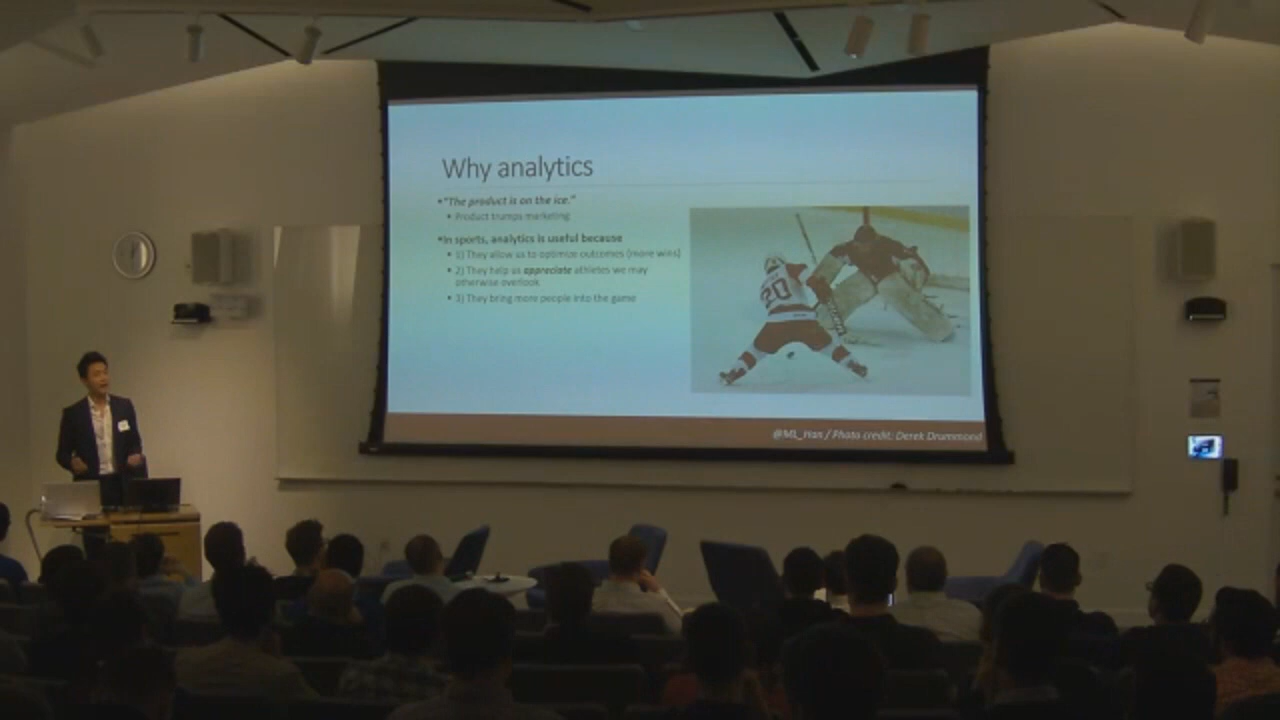 Why analytics
▪"The product is on the ice."
▪ Product trumps marketing
▪In sports, analytics is useful because
▪ 1) They allow us to optimize outcomes (more wins)
▪ 2) They help us appreciate athletes we may
otherwise overlook
▪ 3) They bring more people into the game
20
@ML_Han / Photo credit: Derek Drummond